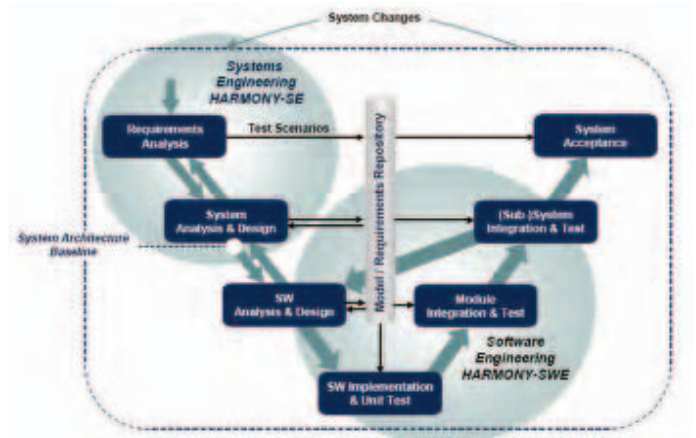 System Changes
Systems
Engineering
HARMONY-SE
Requirements
Analysis
Test Scenarios
System
Acceptance
Model / Requirements Repository
System
Analysis & Design
(Sub-)System
Integration & Test
System Architecture
Baseline
SW
Analysis & Design
Module
Integration & Test
Software
Engineering
HARMONY-SWE
SW Implementation
& Unit Test